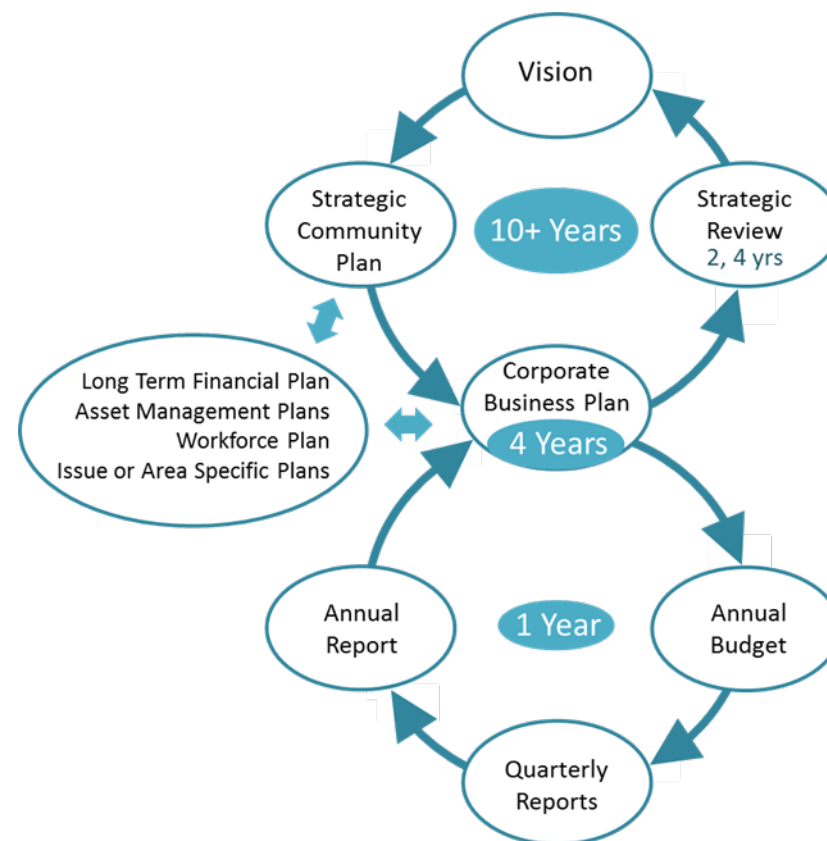 Vision
Strategic
Community
Plan
10+ Years
Strategic
Review
2, 4 yrs
Long Term Financial Plan
Asset Management Plans
Workforce Plan
Issue or Area Specific Plans
Corporate
Business Plan
4 Years
Annual
Report
1 Year
Annual
Budget
Quarterly
Reports